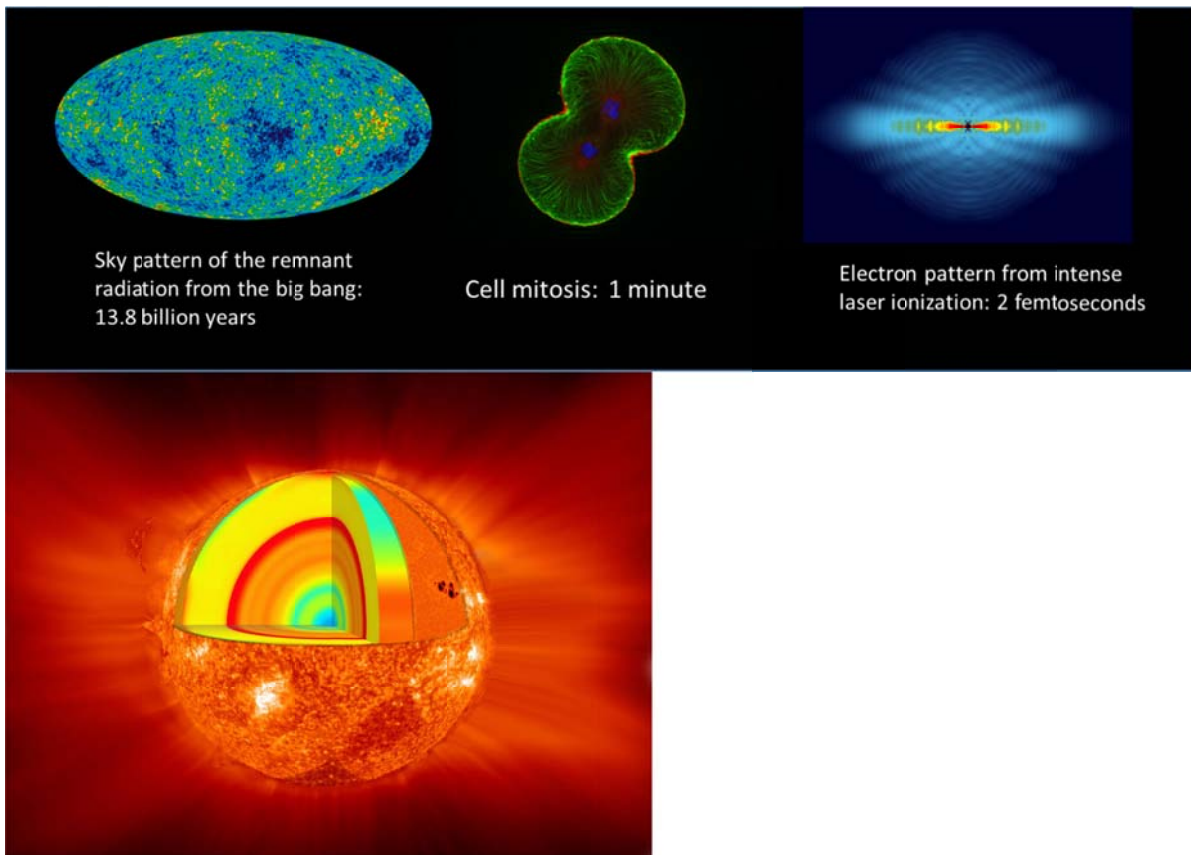 Sky pattern of the remnant
radiation from the big bang:
13.8 billion years
Cell mitosis: 1 minute
Electron pattern from intense
laser ionization: 2 femtoseconds